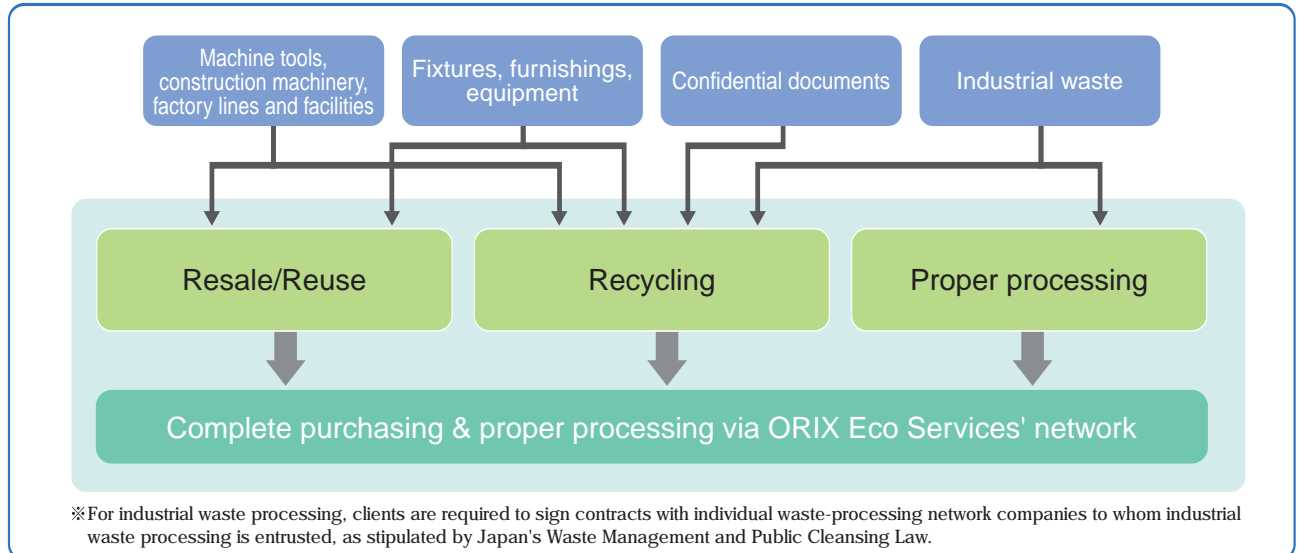 Machine tools,
construction machinery,
factory lines and facilities
Fixtures, furnishings,
equipment
Confidential documents
Industrial waste
Resale/Reuse
Recycling
Proper processing
Complete purchasing & proper processing via ORIX Eco Services' network
※For industrial waste processing, clients are required to sign contracts with individual waste-processing network companies to whom industrial
waste processing is entrusted, as stipulated by Japan's Waste Management and Public Cleansing Law.